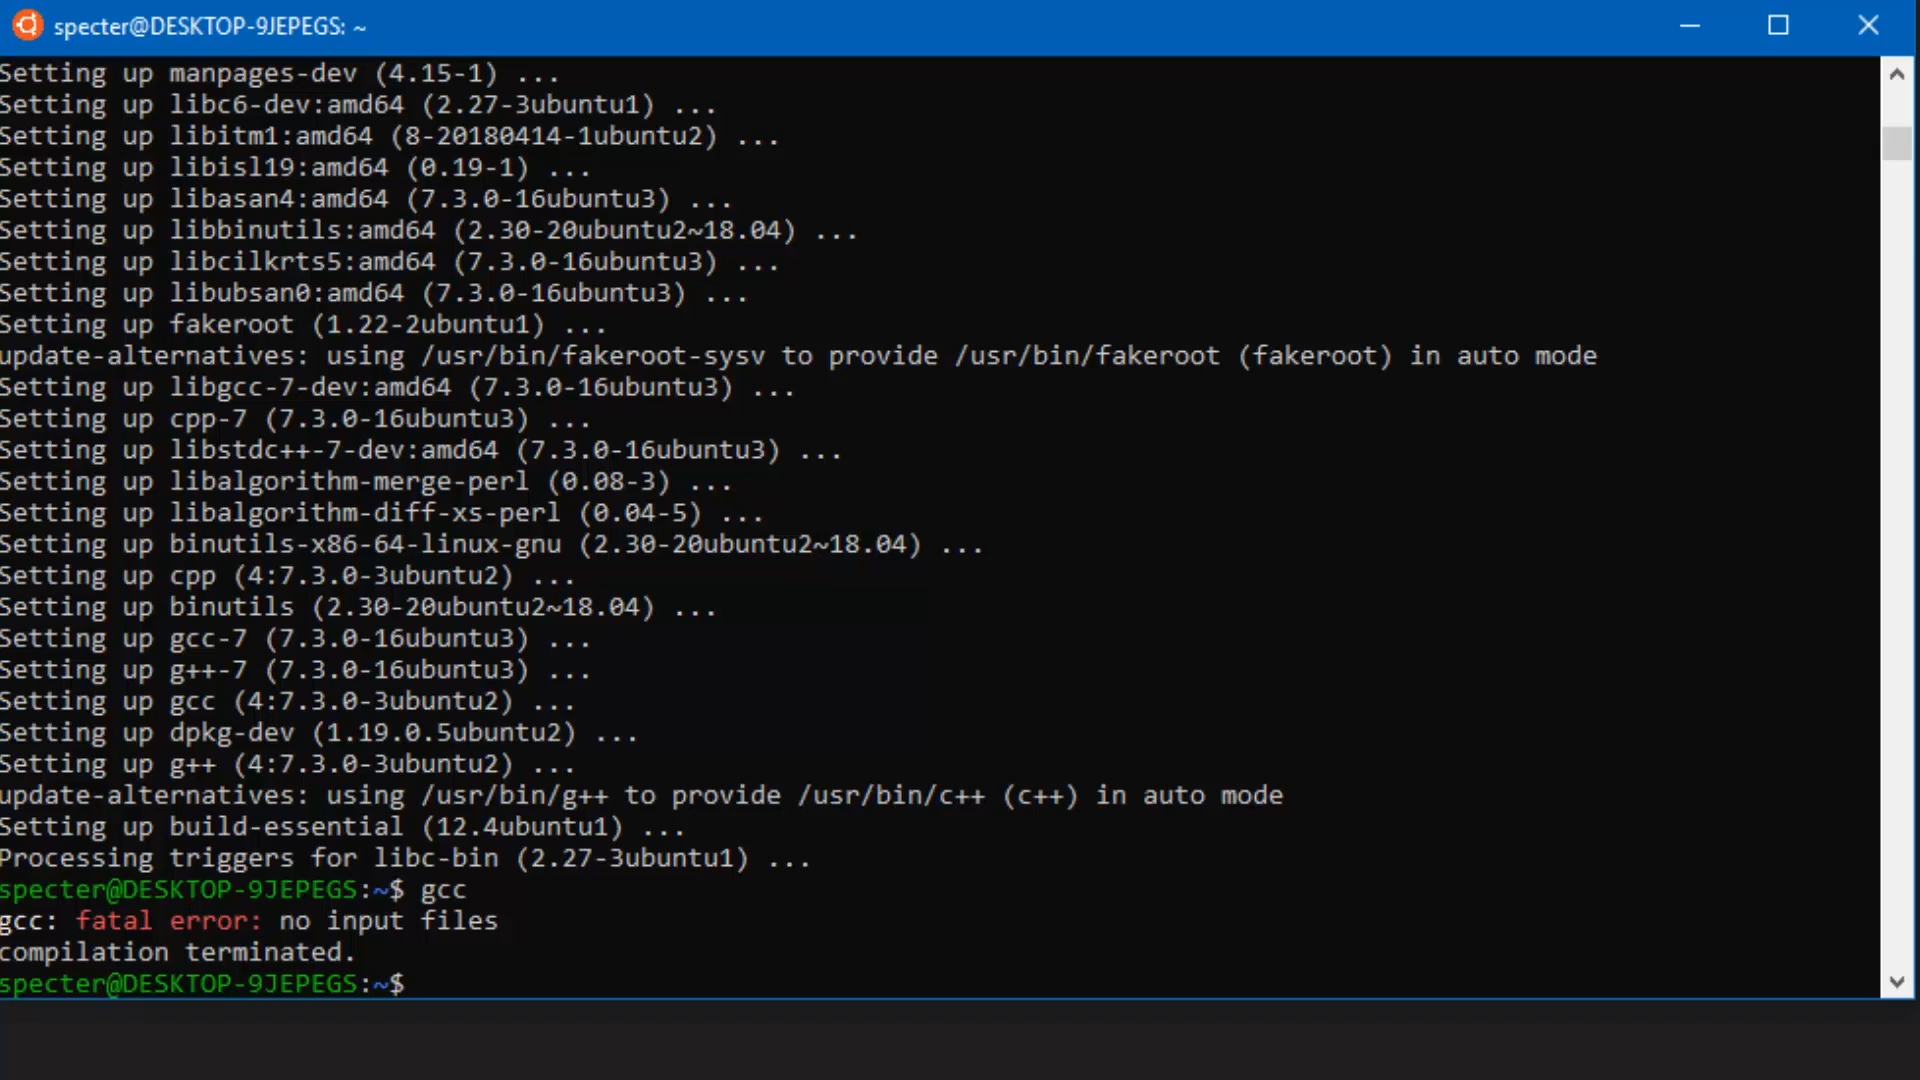 specter@DESKTOP-9JEPEGS: ~
Setting up manpages-dev (4.15-1) ...
Setting up libc6-dev:amd64 (2.27-3ubuntu1) ...
Setting up libitm1:amd64 (8-20180414-1ubuntu2) ...
Setting up libisl19:amd64 (0.19-1) ...
Setting up libasan4:amd64 (7.3.0-16ubuntu3) ...
Setting up libbinutils:amd64 (2.30-20ubuntu2~18.04) ...
Setting up libcilkrts5:amd64 (7.3.0-16ubuntu3) ...
Setting up libubsan0:amd64 (7.3.0-16ubuntu3) ...
Setting up fakeroot (1.22-2ubuntu1) ...
update-alternatives: using /usr/bin/fakeroot-sysv to provide /usr/bin/fakeroot (fakeroot) in auto mode
Setting up libgcc-7-dev:amd64 (7.3.0-16ubuntu3) ...
Setting up cpp-7 (7.3.0-16ubuntu3) ...
Setting up libstdc++-7-dev:amd64 (7.3.0-16ubuntu3) ...
Setting up libalgorithm-merge-perl (0.08-3) ...
Setting up libalgorithm-diff-xs-perl (0.04-5) ...
Setting up binutils-x86-64-linux-gnu (2.30-20ubuntu2~18.04) ...
Setting up cpp (4:7.3.0-3ubuntu2) ...
Setting up binutils (2.30-20ubuntu2~18.04) ...
Setting up gcc-7 (7.3.0-16ubuntu3) ...
Setting up g++-7 (7.3.0-16ubuntu3) ...
Setting up gcc (4:7.3.0-3ubuntu2) ...
Setting up dpkg-dev (1.19.0.5ubuntu2) ...
Setting up g++ (4:7.3.0-3ubuntu2) ...
update-alternatives: using /usr/bin/g++ to provide /usr/bin/c++ (c++) in auto mode
Setting up build-essential (12.4ubuntu1) ...
Processing triggers for libc-bin (2.27-3ubuntu1) ...
specter@DESKTOP-9JEPEGS:~$ gcc
gcc: fatal error: no input files
compilation terminated.
specter@DESKTOP-9JEPEGS:~$